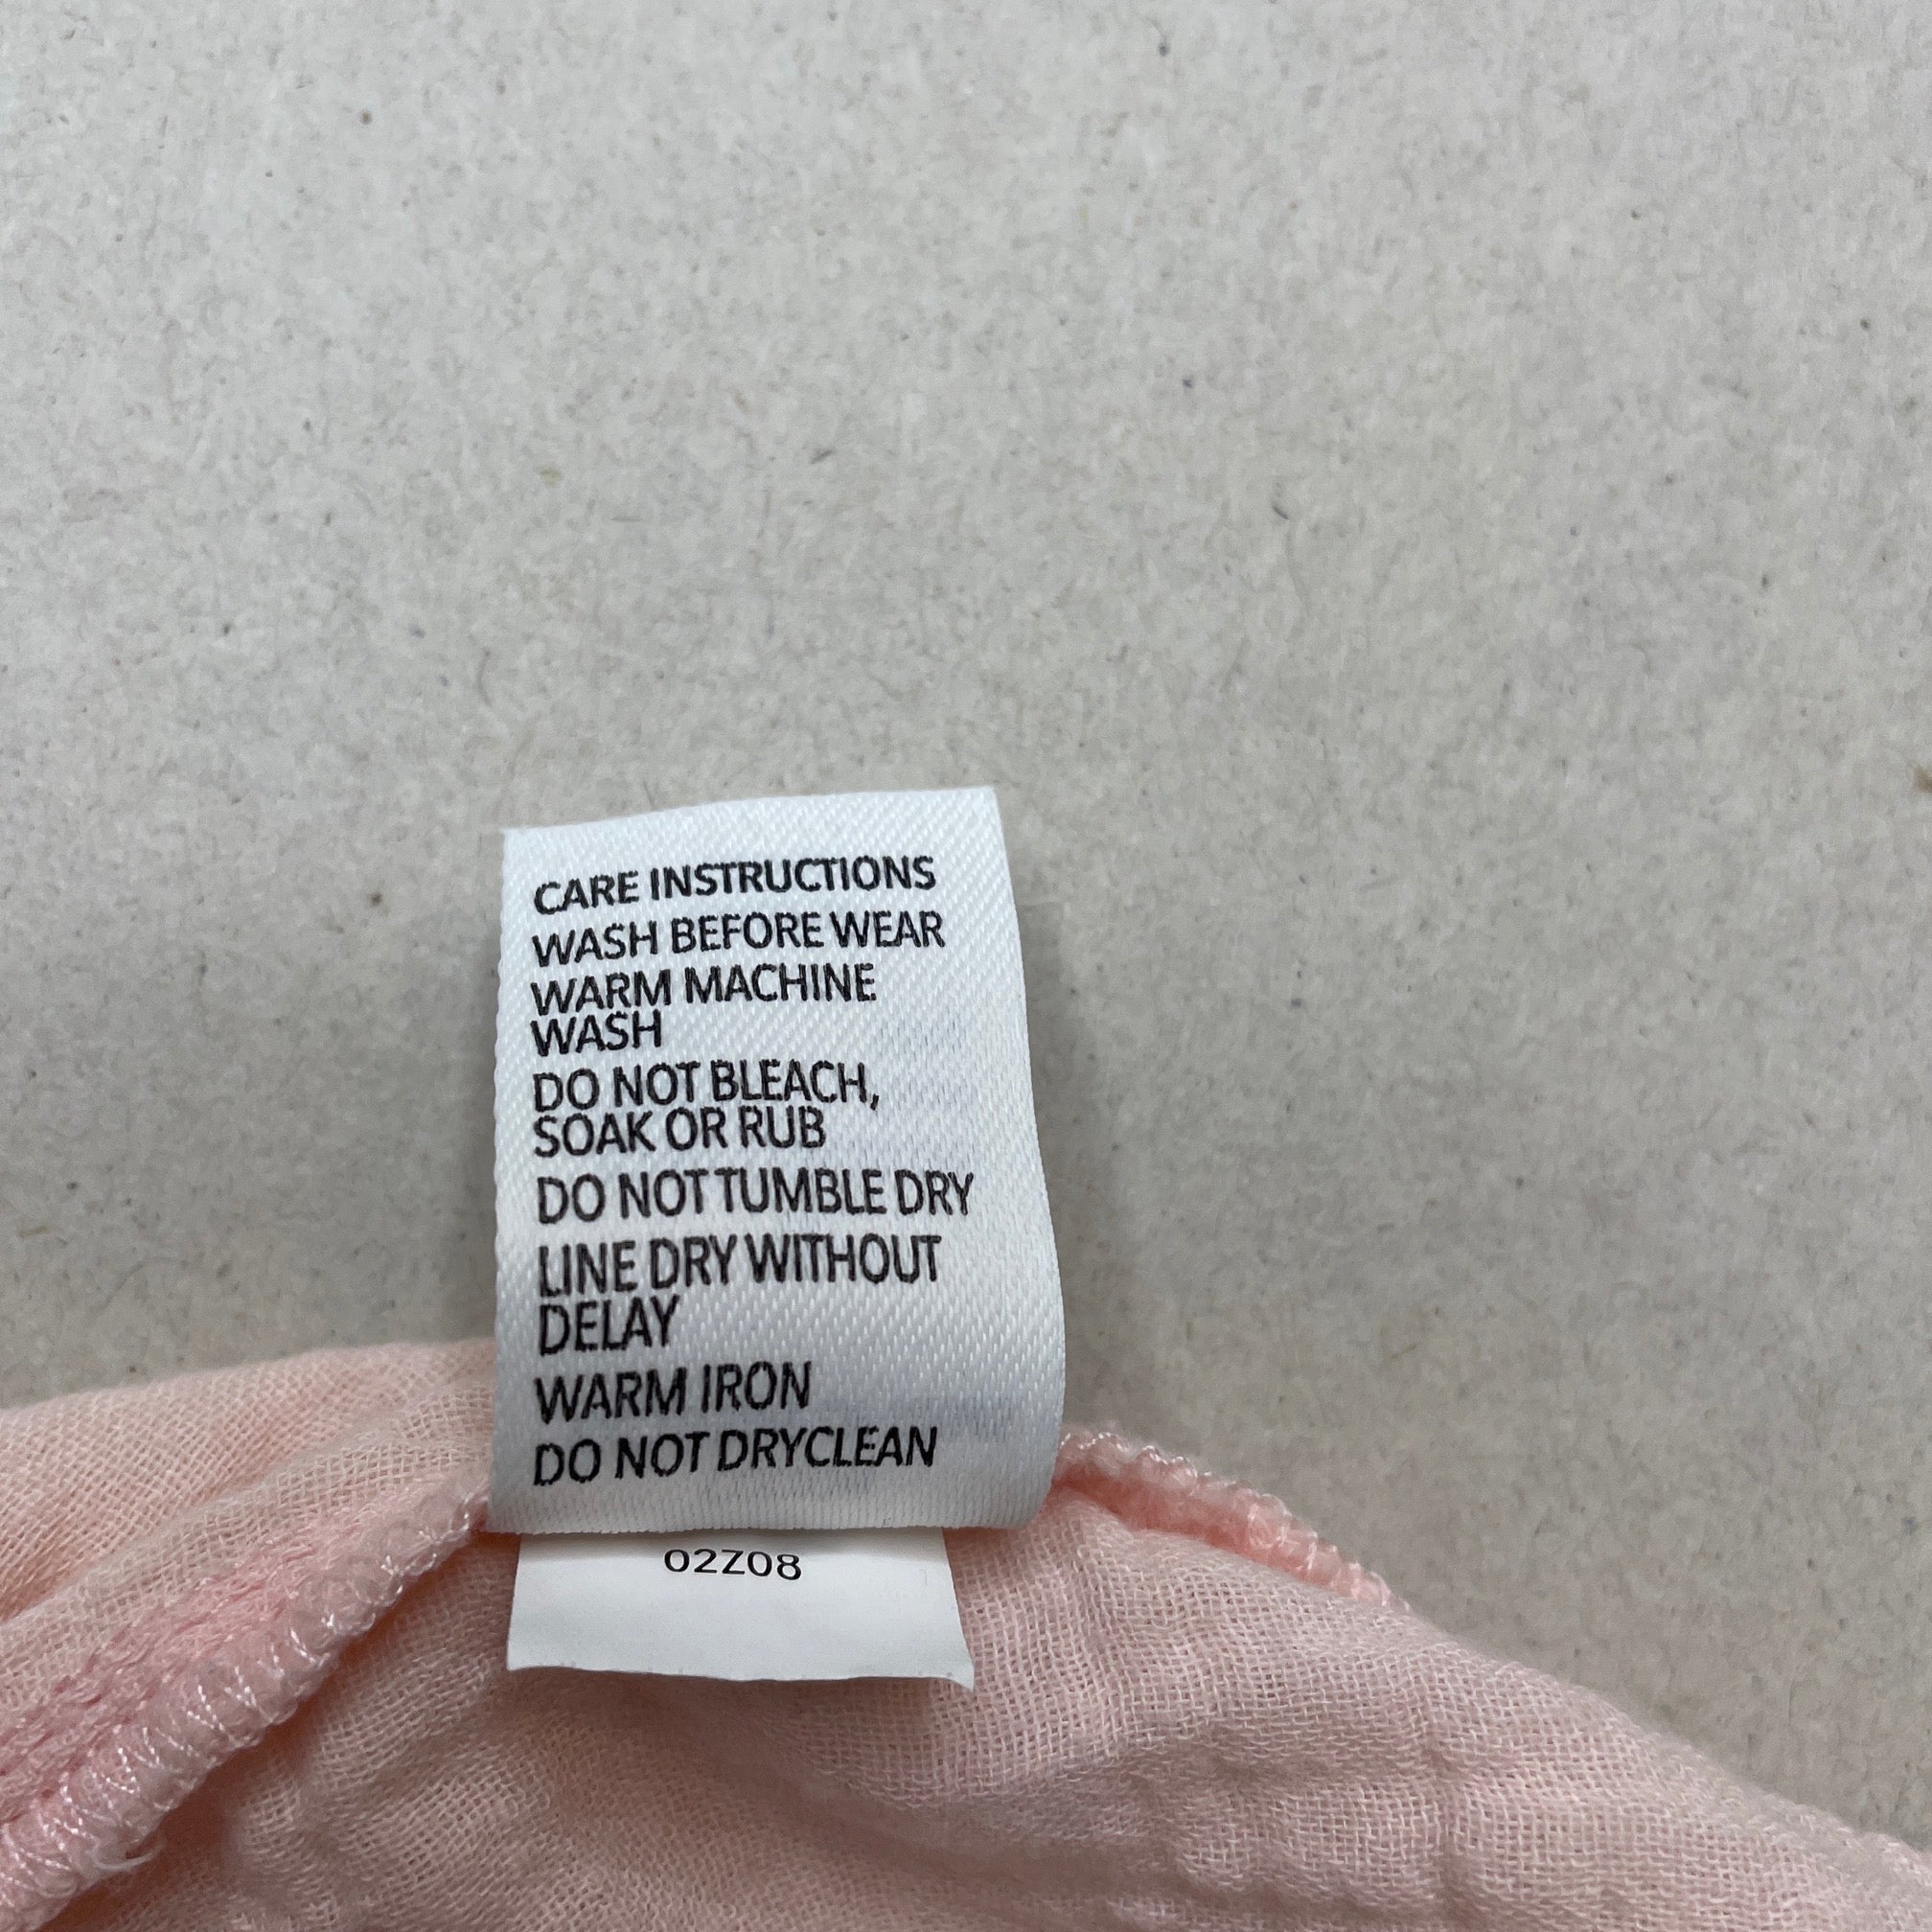 CARE INSTRUCTIONS
WASH BEFORE WEAR
WARM MACHINE
WASH
DO NOT BLEACH,
SOAK OR RUB
DO NOT TUMBLE DRY
LINE DRY WITHOUT
DELAY
WARM IRON
DO NOT DRYCLEAN
02Z08